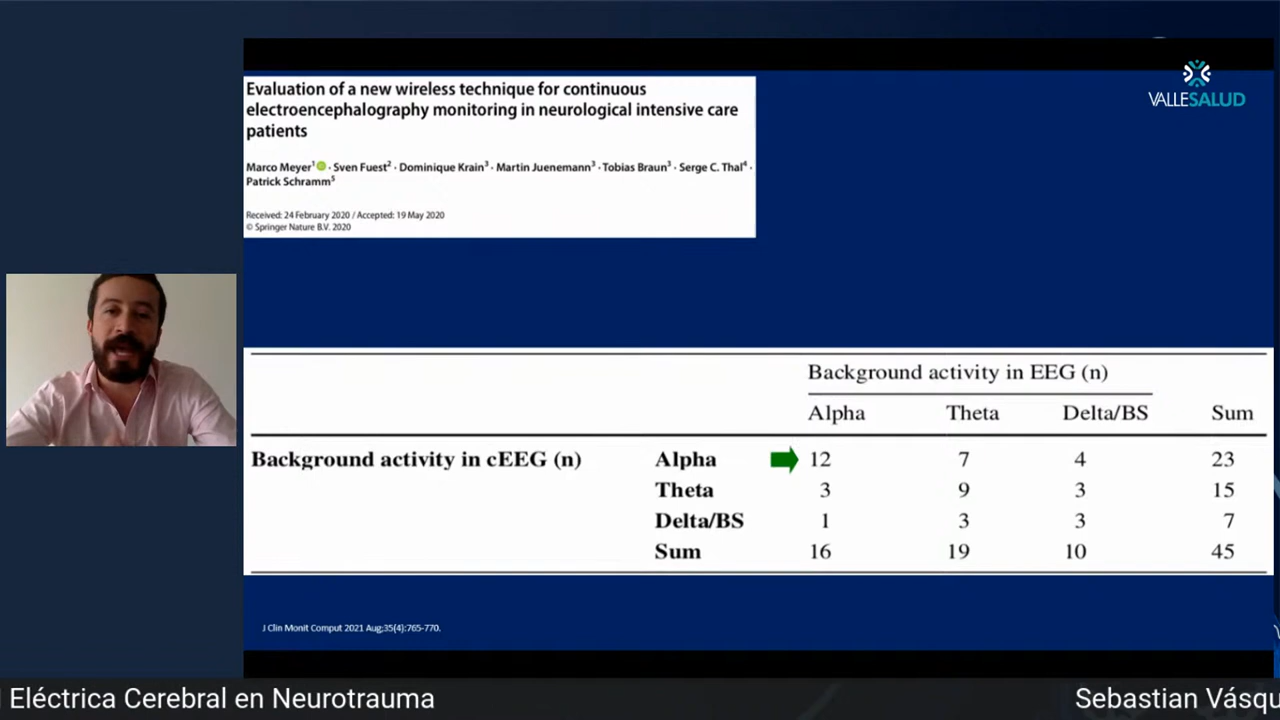 Evaluation of a new wireless technique for continuous
electroencephalography monitoring in neurological intensive care
patients
Marco Meyer¹ · Sven Fuest² · Dominique Krain³ · Martin Juenemann³ · Tobias Braun³ · Serge C. Thal⁴ ·
Patrick Schramm⁵
Received: 24 February 2020 / Accepted: 19 May 2020
© Springer Nature B.V. 2020
VALLESALUD
Background activity in EEG (n)
Alpha Theta Delta/BS Sum
Background activity in cEEG (n) Alpha 12 7 4 23
Theta 3 9 3 15
Delta/BS 1 3 3 7
Sum 16 19 10 45
J Clin Monit Comput 2021 Aug;35(4):765-770.
Eléctrica Cerebral en Neurotrauma
Sebastian Vásqu